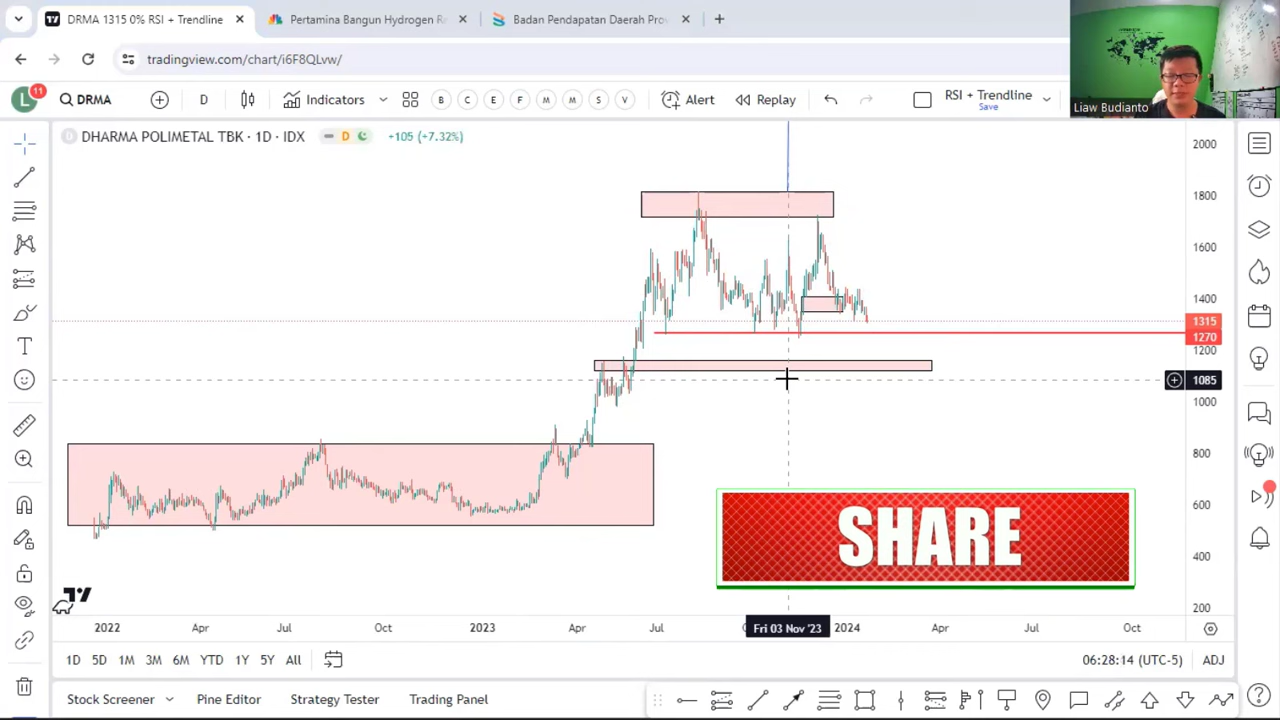 DRMA 1315 0% RSI + Trendline
Pertamina Bangun Hydrogen Re
Badan Pendapatan Daerah Prov
tradingview.com/chart/i6F8QLvw/
Liaw Budianto
L
11
DRMA
D
Indicators
B
C
E
F
M
M
S
V
Alert
Replay
RSI + Trendline
Save
DHARMA POLIMETAL TBK · 1D · IDX
D
+105 (+7.32%)
2000
1800
1600
1400
1315
1270
1200
1085
1000
800
600
400
200
SHARE
2022
Apr
Jul
Oct
2023
Apr
Jul
Fri 03 Nov '23
2024
Apr
Jul
Oct
1D
5D
1M
3M
6M
YTD
1Y
5Y
All
06:28:14 (UTC-5)
ADJ
Stock Screener
Pine Editor
Strategy Tester
Trading Panel